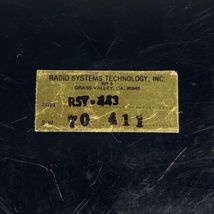 RADIO SYSTEMS TECHNOLOGY, INC.
GRASS VALLEY, CA. 95945
RST-443
S/N 70 411